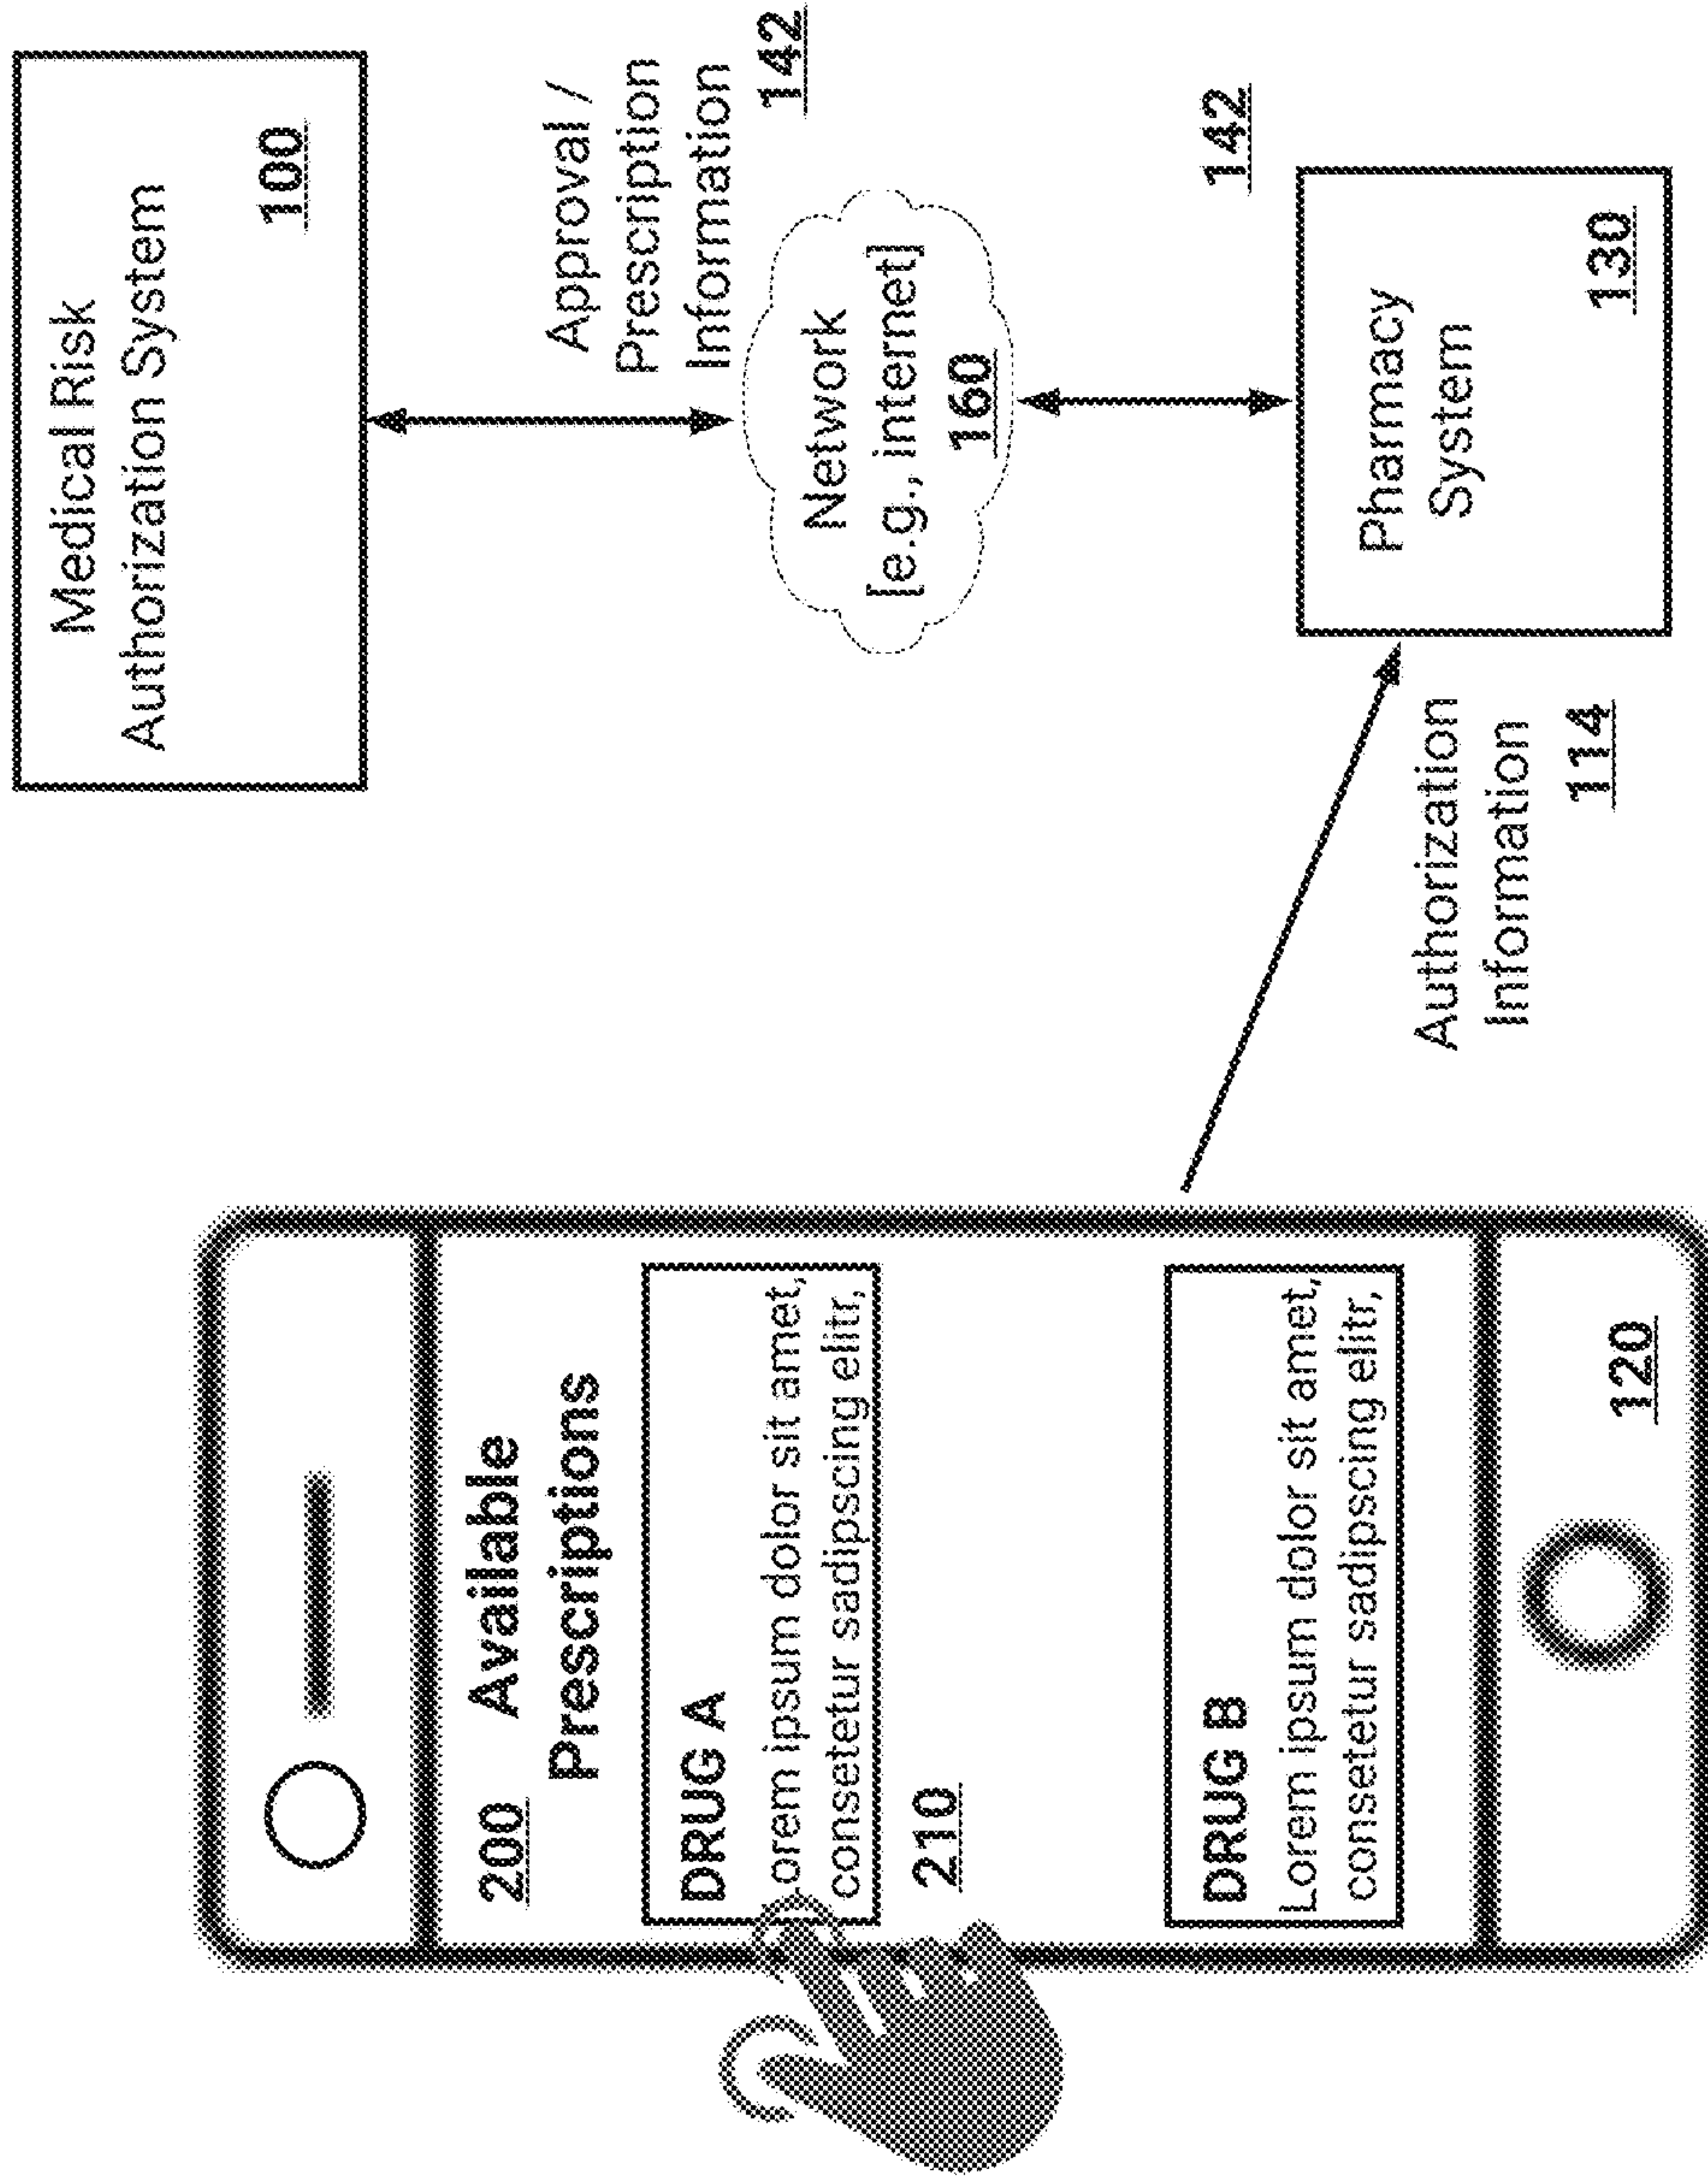 200 Available
Prescriptions
DRUG A
Lorem ipsum dolor sit amet,
consetetur sadipscing elitr,
210
DRUG B
Lorem ipsum dolor sit amet,
consetetur sadipscing elitr,
120
Medical Risk
Authorization System
100
Approval /
Prescription
Information
142
Network
[e.g., internet]
160
142
Pharmacy
System
130
Authorization
Information
114